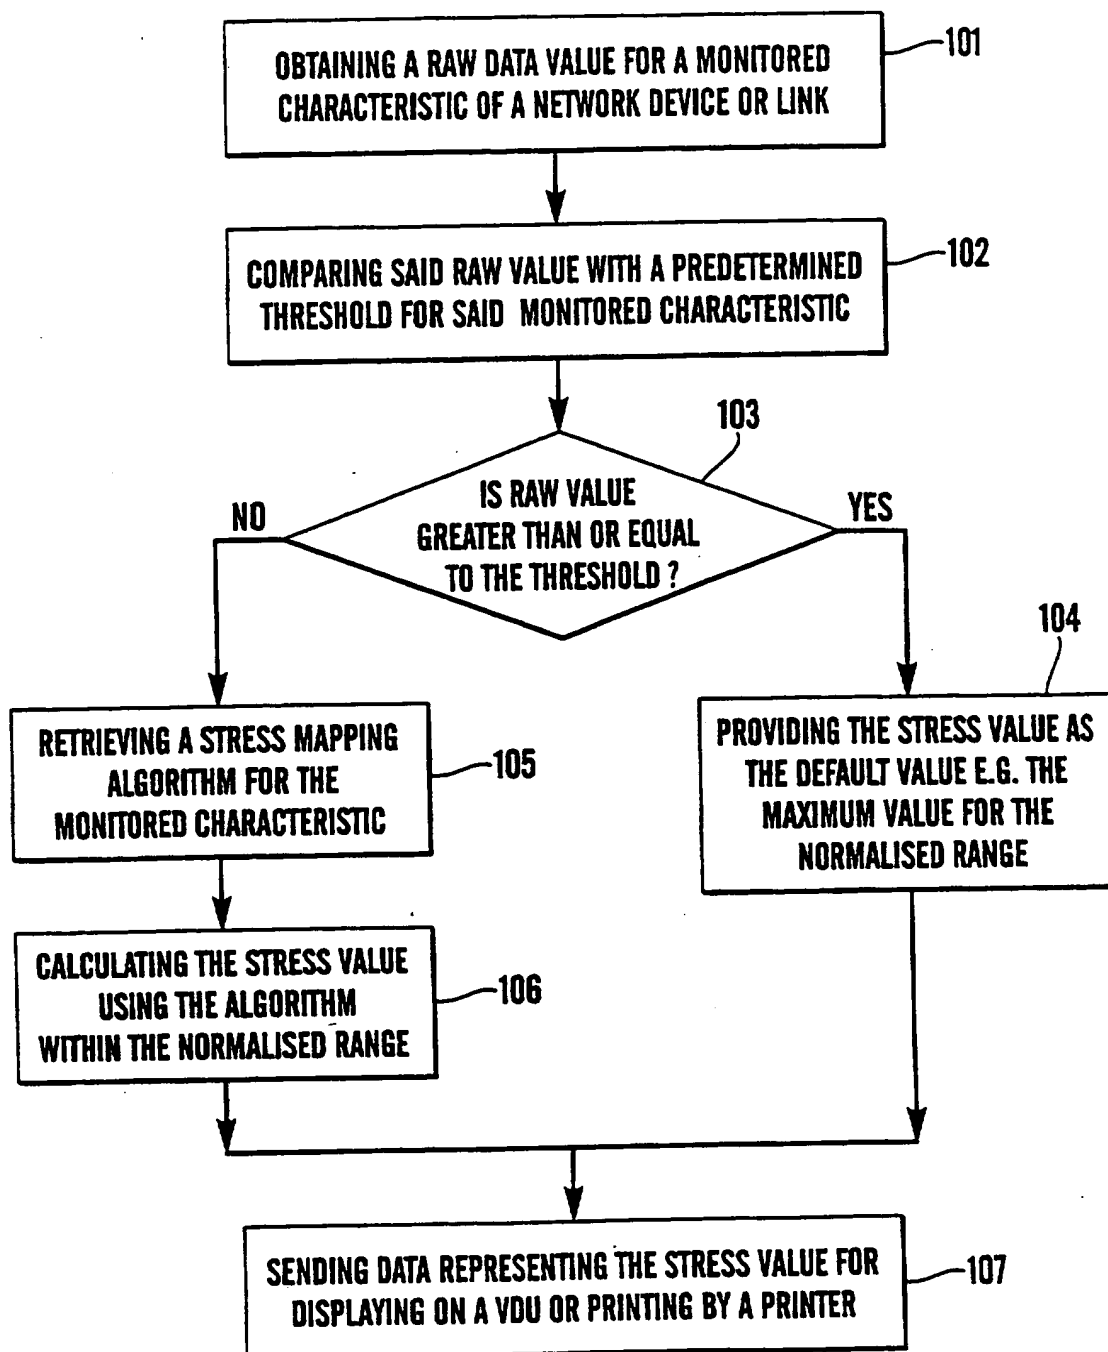 OBTAINING A RAW DATA VALUE FOR A MONITORED
CHARACTERISTIC OF A NETWORK DEVICE OR LINK
101
COMPARING SAID RAW VALUE WITH A PREDETERMINED
THRESHOLD FOR SAID MONITORED CHARACTERISTIC
102
103
IS RAW VALUE
GREATER THAN OR EQUAL
TO THE THRESHOLD ?
NO
YES
104
PROVIDING THE STRESS VALUE AS
THE DEFAULT VALUE E.G. THE
MAXIMUM VALUE FOR THE
NORMALISED RANGE
RETRIEVING A STRESS MAPPING
ALGORITHM FOR THE
MONITORED CHARACTERISTIC
105
CALCULATING THE STRESS VALUE
USING THE ALGORITHM
WITHIN THE NORMALISED RANGE
106
SENDING DATA REPRESENTING THE STRESS VALUE FOR
DISPLAYING ON A VDU OR PRINTING BY A PRINTER
107